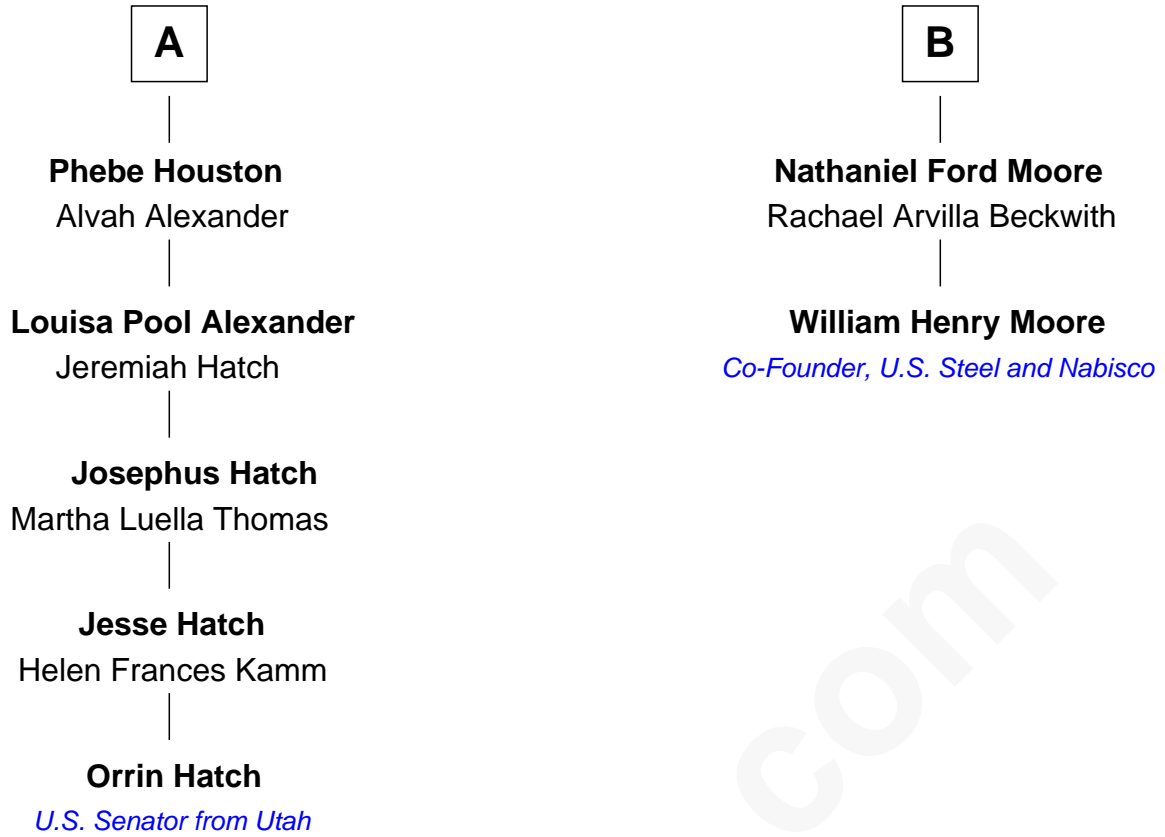 A
Phebe Houston
Alvah Alexander
Louisa Pool Alexander
Jeremiah Hatch
Josephus Hatch
Martha Luella Thomas
Jesse Hatch
Helen Frances Kamm
Orrin Hatch
U.S. Senator from Utah
B
Nathaniel Ford Moore
Rachael Arvilla Beckwith
William Henry Moore
Co-Founder, U.S. Steel and Nabisco
com